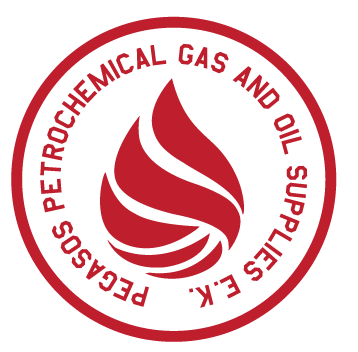 PEGASOS PETROCHEMICAL GAS AND OIL SUPPLIES E.K.